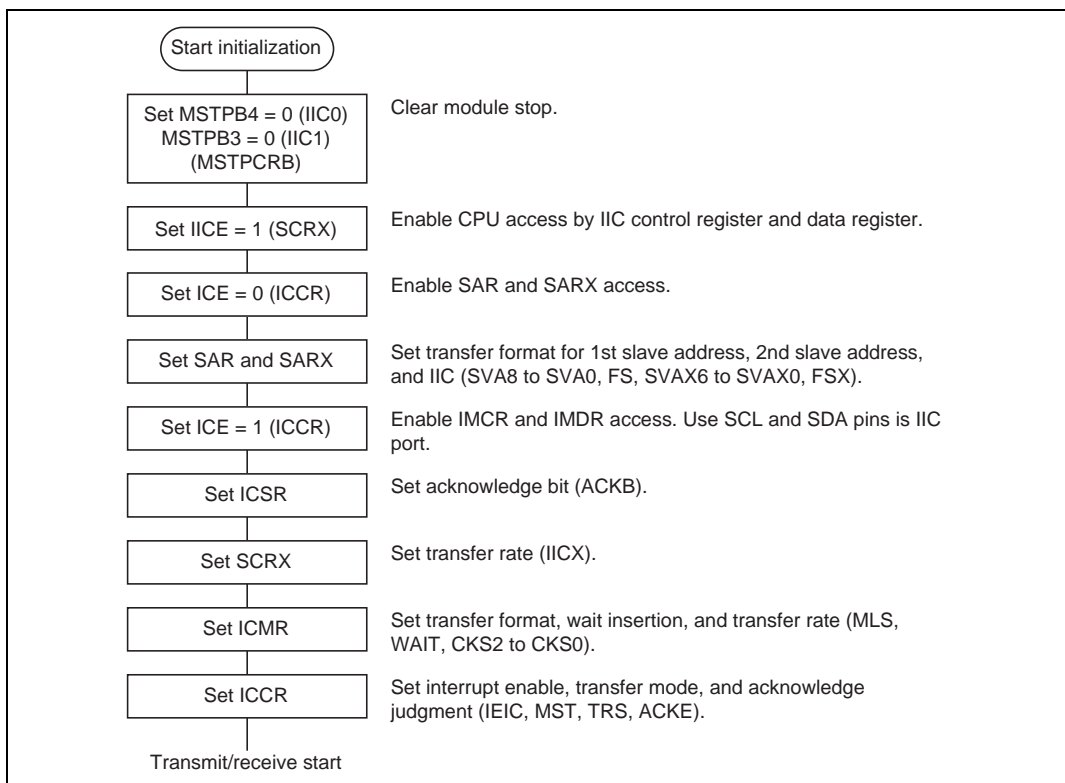 Start initialization
Set MSTPB4 = 0 (IIC0)
MSTPB3 = 0 (IIC1)
(MSTPCRB)
Clear module stop.
Set IICE = 1 (SCRX)
Enable CPU access by IIC control register and data register.
Set ICE = 0 (ICCR)
Enable SAR and SARX access.
Set SAR and SARX
Set transfer format for 1st slave address, 2nd slave address,
and IIC (SVA8 to SVA0, FS, SVAX6 to SVAX0, FSX).
Set ICE = 1 (ICCR)
Enable IMCR and IMDR access. Use SCL and SDA pins is IIC
port.
Set ICSR
Set acknowledge bit (ACKB).
Set SCRX
Set transfer rate (IICX).
Set ICMR
Set transfer format, wait insertion, and transfer rate (MLS,
WAIT, CKS2 to CKS0).
Set ICCR
Set interrupt enable, transfer mode, and acknowledge
judgment (IEIC, MST, TRS, ACKE).
Transmit/receive start